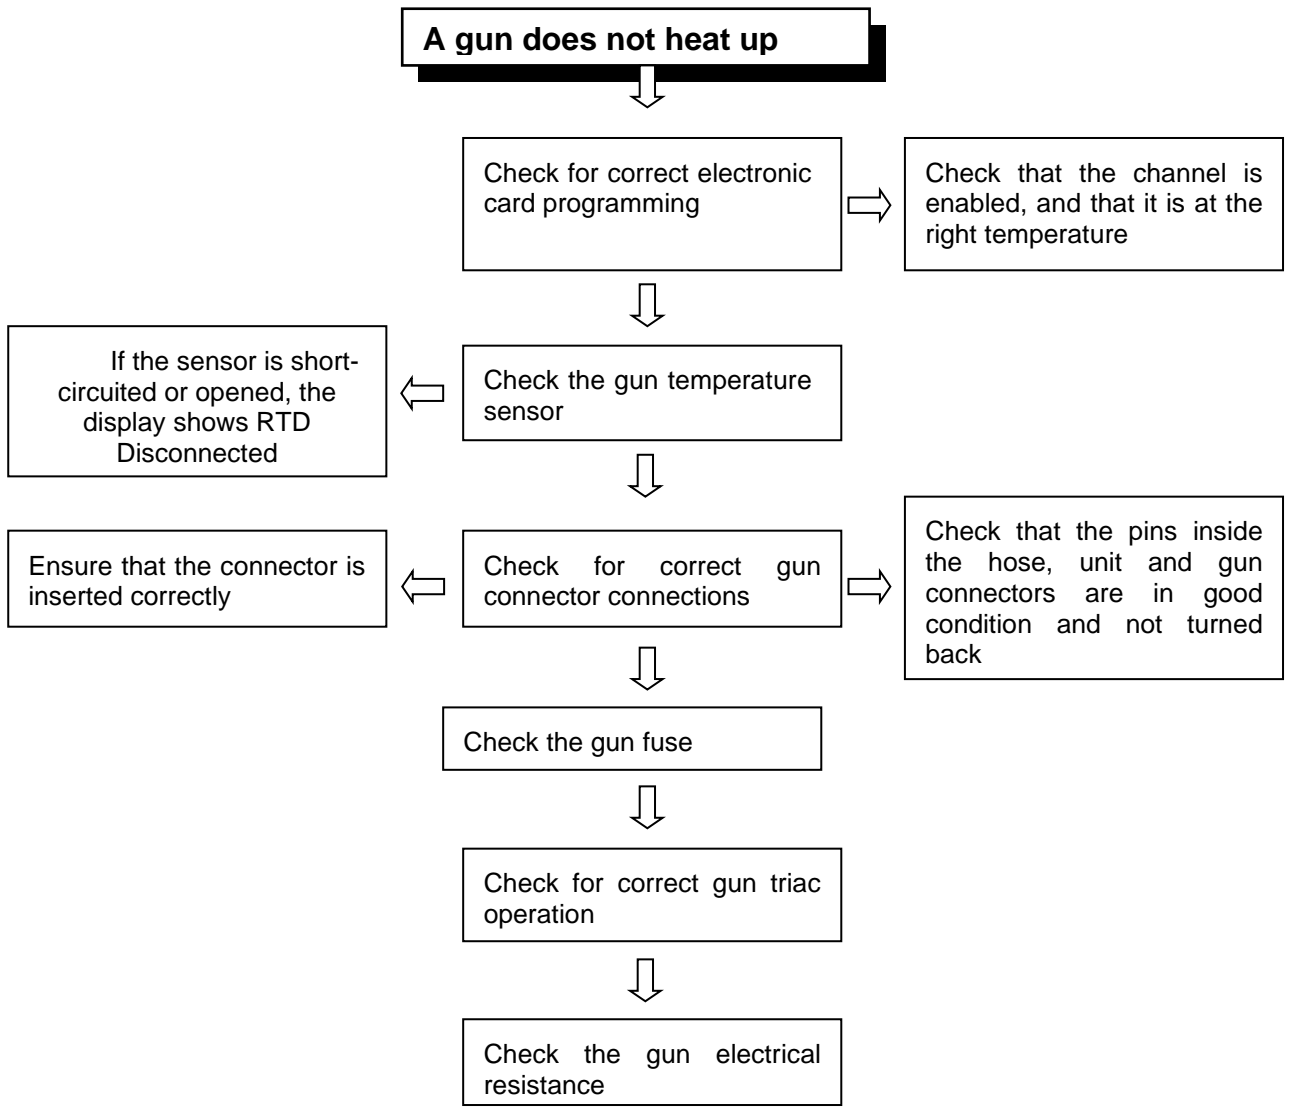 A gun does not heat up
Check for correct electronic
card programming
Check that the channel is
enabled, and that it is at the
right temperature
If the sensor is short-
circuited or opened, the
display shows RTD
Disconnected
Check the gun temperature
sensor
Ensure that the connector is
inserted correctly
Check for correct gun
connector connections
Check that the pins inside
the hose, unit and gun
connectors are in good
condition and not turned
back
Check the gun fuse
Check for correct gun triac
operation
Check the gun electrical
resistance